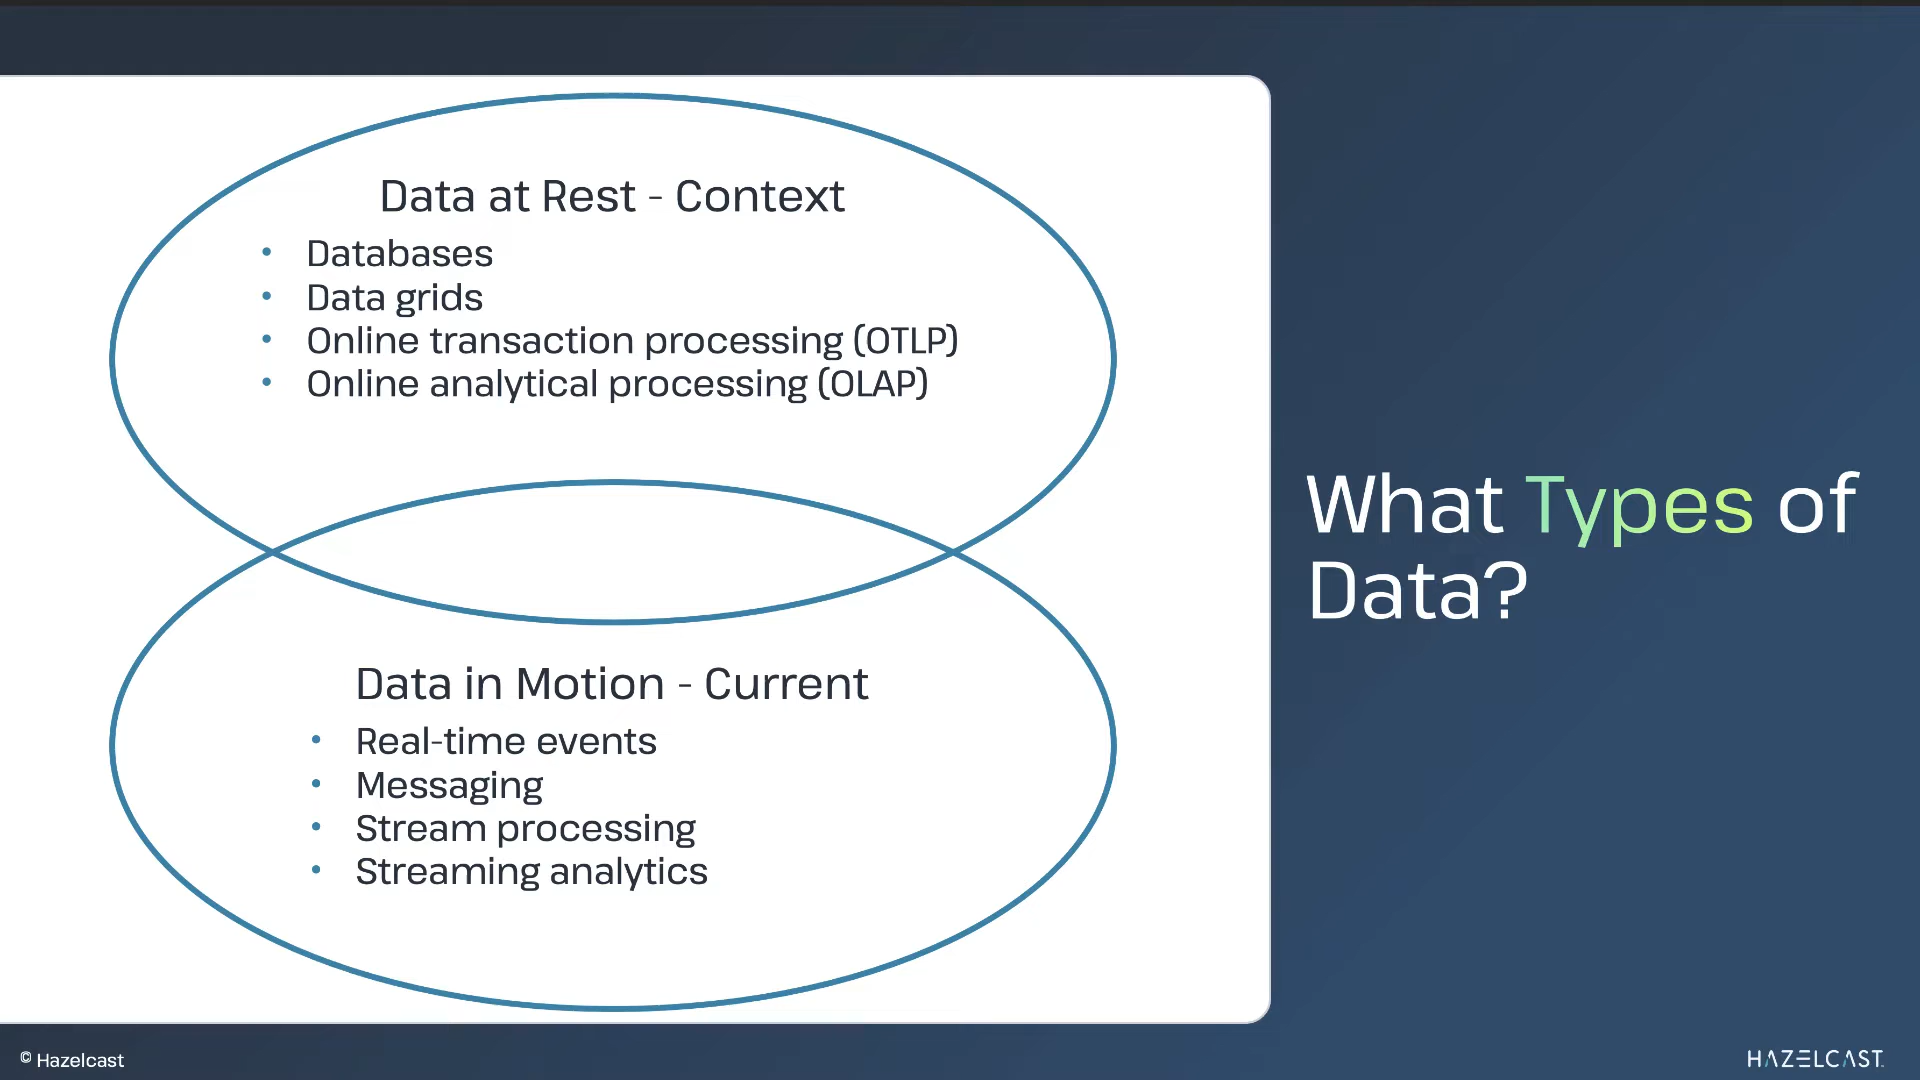 Data at Rest - Context
• Databases
• Data grids
• Online transaction processing (OTLP)
• Online analytical processing (OLAP)
Data in Motion - Current
• Real-time events
• Messaging
• Stream processing
• Streaming analytics
What Types of
Data?
© Hazelcast
HAZELCAST